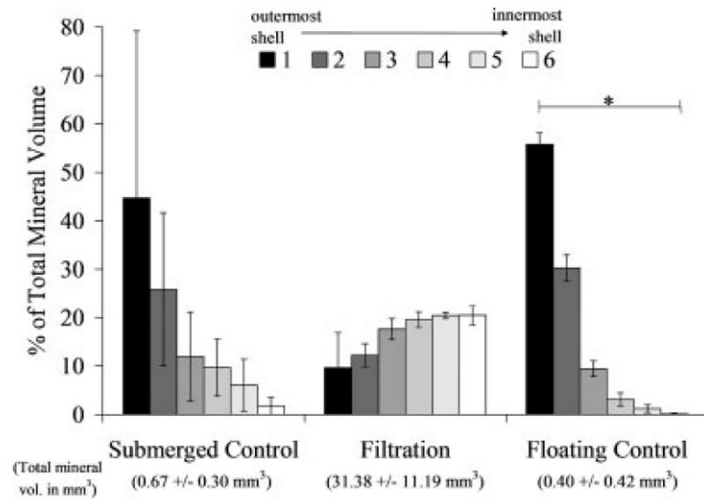 outermost shell
innermost shell
1 2 3 4 5 6
*
% of Total Mineral Volume
80
70
60
50
40
30
20
10
0
Submerged Control Filtration Floating Control
(Total mineral vol. in mm³)
(0.67 +/- 0.30 mm³) (31.38 +/- 11.19 mm³) (0.40 +/- 0.42 mm³)